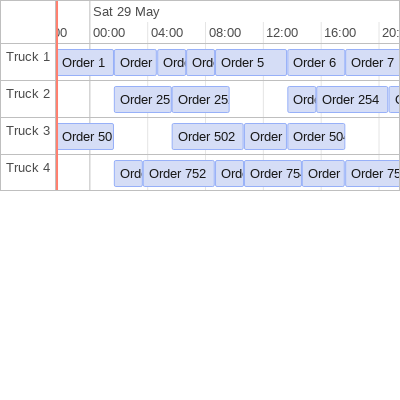 Sat 29 May
00 00:00 04:00 08:00 12:00 16:00 20:
Truck 1 Order 1 Order Ord Ord Order 5 Order 6 Order 7
Truck 2 Order 25 Order 25 Ord Order 254
Truck 3 Order 50 Order 502 Order Order 504
Truck 4 Ord Order 752 Ord Order 754 Order Order 75